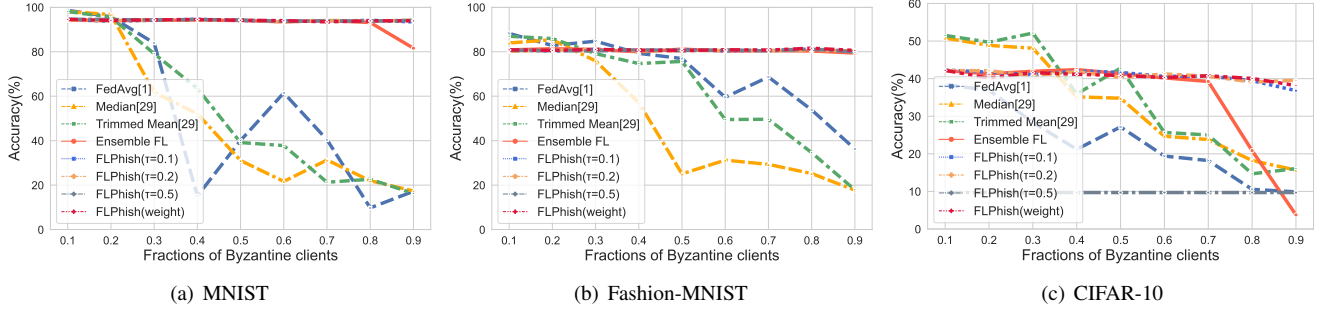 Accuracy(%)
100
80
60
40
20
0
FedAvg[1]
Median[29]
Trimmed Mean[29]
Ensemble FL
FLPhish(τ=0.1)
FLPhish(τ=0.2)
FLPhish(τ=0.5)
FLPhish(weight)
0.1 0.2 0.3 0.4 0.5 0.6 0.7 0.8 0.9
Fractions of Byzantine clients
(a) MNIST
Accuracy(%)
100
80
60
40
20
0
FedAvg[1]
Median[29]
Trimmed Mean[29]
Ensemble FL
FLPhish(τ=0.1)
FLPhish(τ=0.2)
FLPhish(τ=0.5)
FLPhish(weight)
0.1 0.2 0.3 0.4 0.5 0.6 0.7 0.8 0.9
Fractions of Byzantine clients
(b) Fashion-MNIST
Accuracy(%)
60
50
40
30
20
10
0
FedAvg[1]
Median[29]
Trimmed Mean[29]
Ensemble FL
FLPhish(τ=0.1)
FLPhish(τ=0.2)
FLPhish(τ=0.5)
FLPhish(weight)
0.1 0.2 0.3 0.4 0.5 0.6 0.7 0.8 0.9
Fractions of Byzantine clients
(c) CIFAR-10